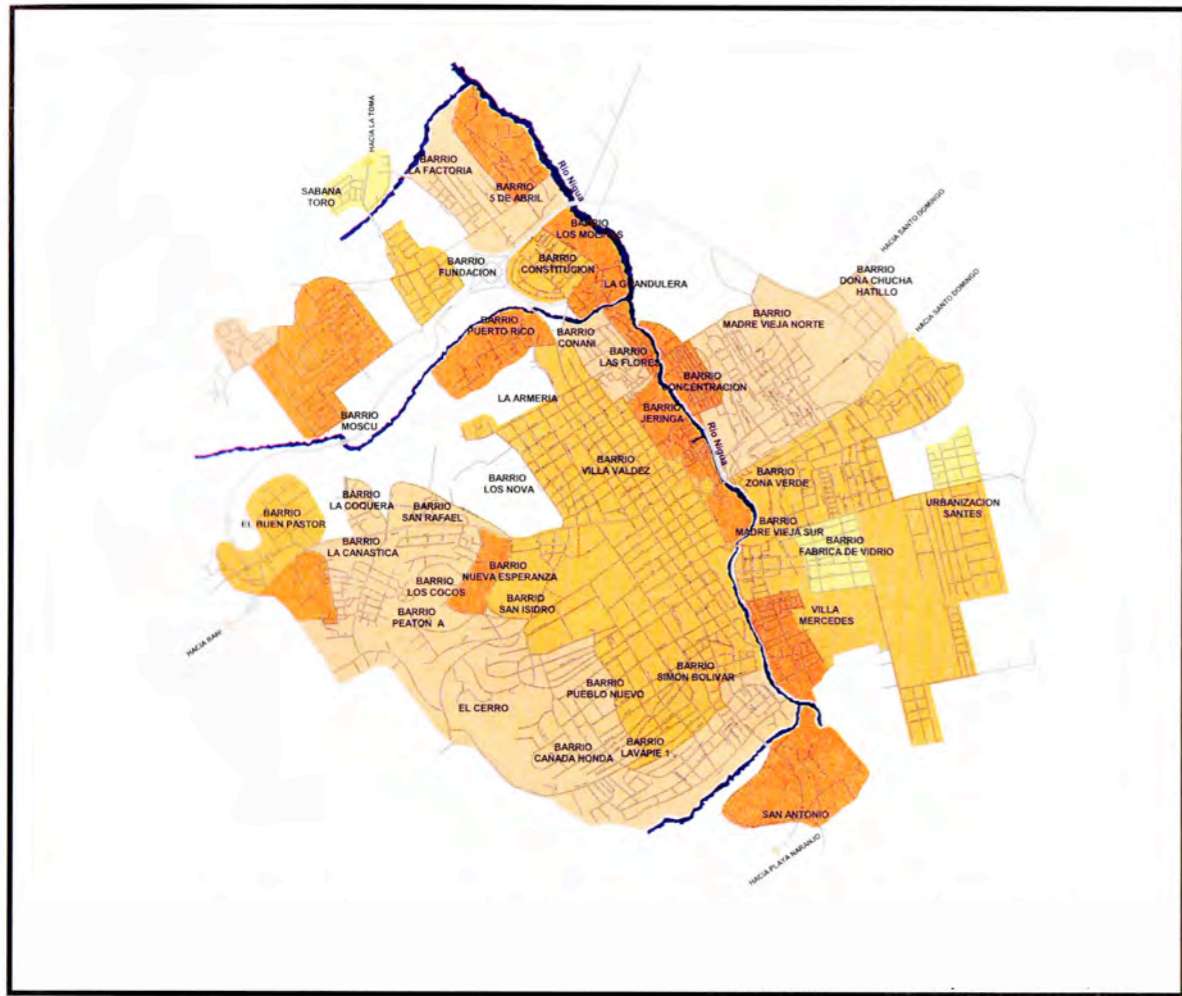 HACIA LA TOMA
BARRIO
LA FACTORIA
Río Nigua
SABANA
TORO
BARRIO
5 DE ABRIL
HACIA SANTO DOMINGO
BARRIO
LOS MOLINOS
BARRIO
FUNDACION
BARRIO
CONSTITUCION
BARRIO
DOÑA CHUCHA
HATILLO
LA GUANDULERA
HACIA SANTO DOMINGO
BARRIO
MADRE VIEJA NORTE
BARRIO
PUERTO RICO
BARRIO
CONANI
BARRIO
LAS FLORES
BARRIO
CONCENTRACION
LA ARMERIA
BARRIO
JERINGA
BARRIO
MOSCU
Río Nigua
BARRIO
VILLA VALDEZ
BARRIO
ZONA VERDE
BARRIO
LOS NOVA
BARRIO
LA COQUERA
BARRIO
SAN RAFAEL
URBANIZACION
SANTES
BARRIO
EL BUEN PASTOR
BARRIO
MADRE VIEJA SUR
BARRIO
FABRICA DE VIDRIO
BARRIO
LA CANASTICA
BARRIO
NUEVA ESPERANZA
BARRIO
LOS COCOS
BARRIO
SAN ISIDRO
BARRIO
PEATON A
VILLA
MERCEDES
HACIA BANI
BARRIO
SIMON BOLIVAR
BARRIO
PUEBLO NUEVO
EL CERRO
BARRIO
CAÑADA HONDA
BARRIO
LAVAPIE 1
SAN ANTONIO
HACIA PLAYA NARANJO